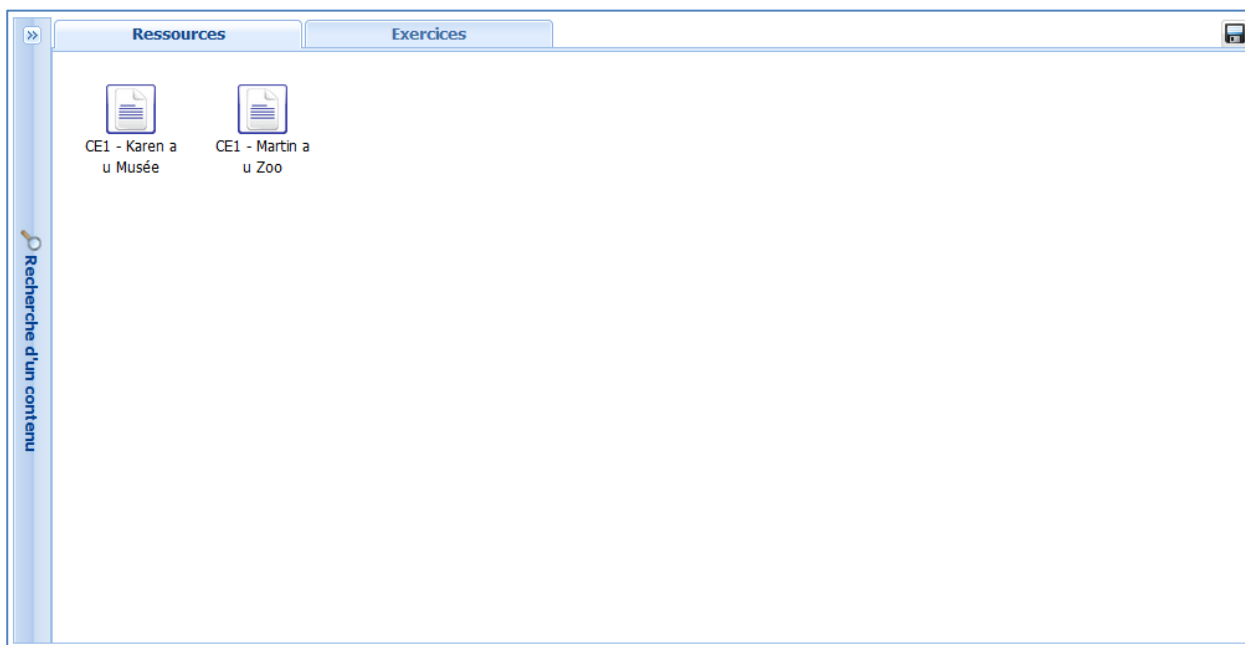 Ressources
Exercices
CE1 - Karen a
u Musée
CE1 - Martin a
u Zoo
Recherche d'un contenu